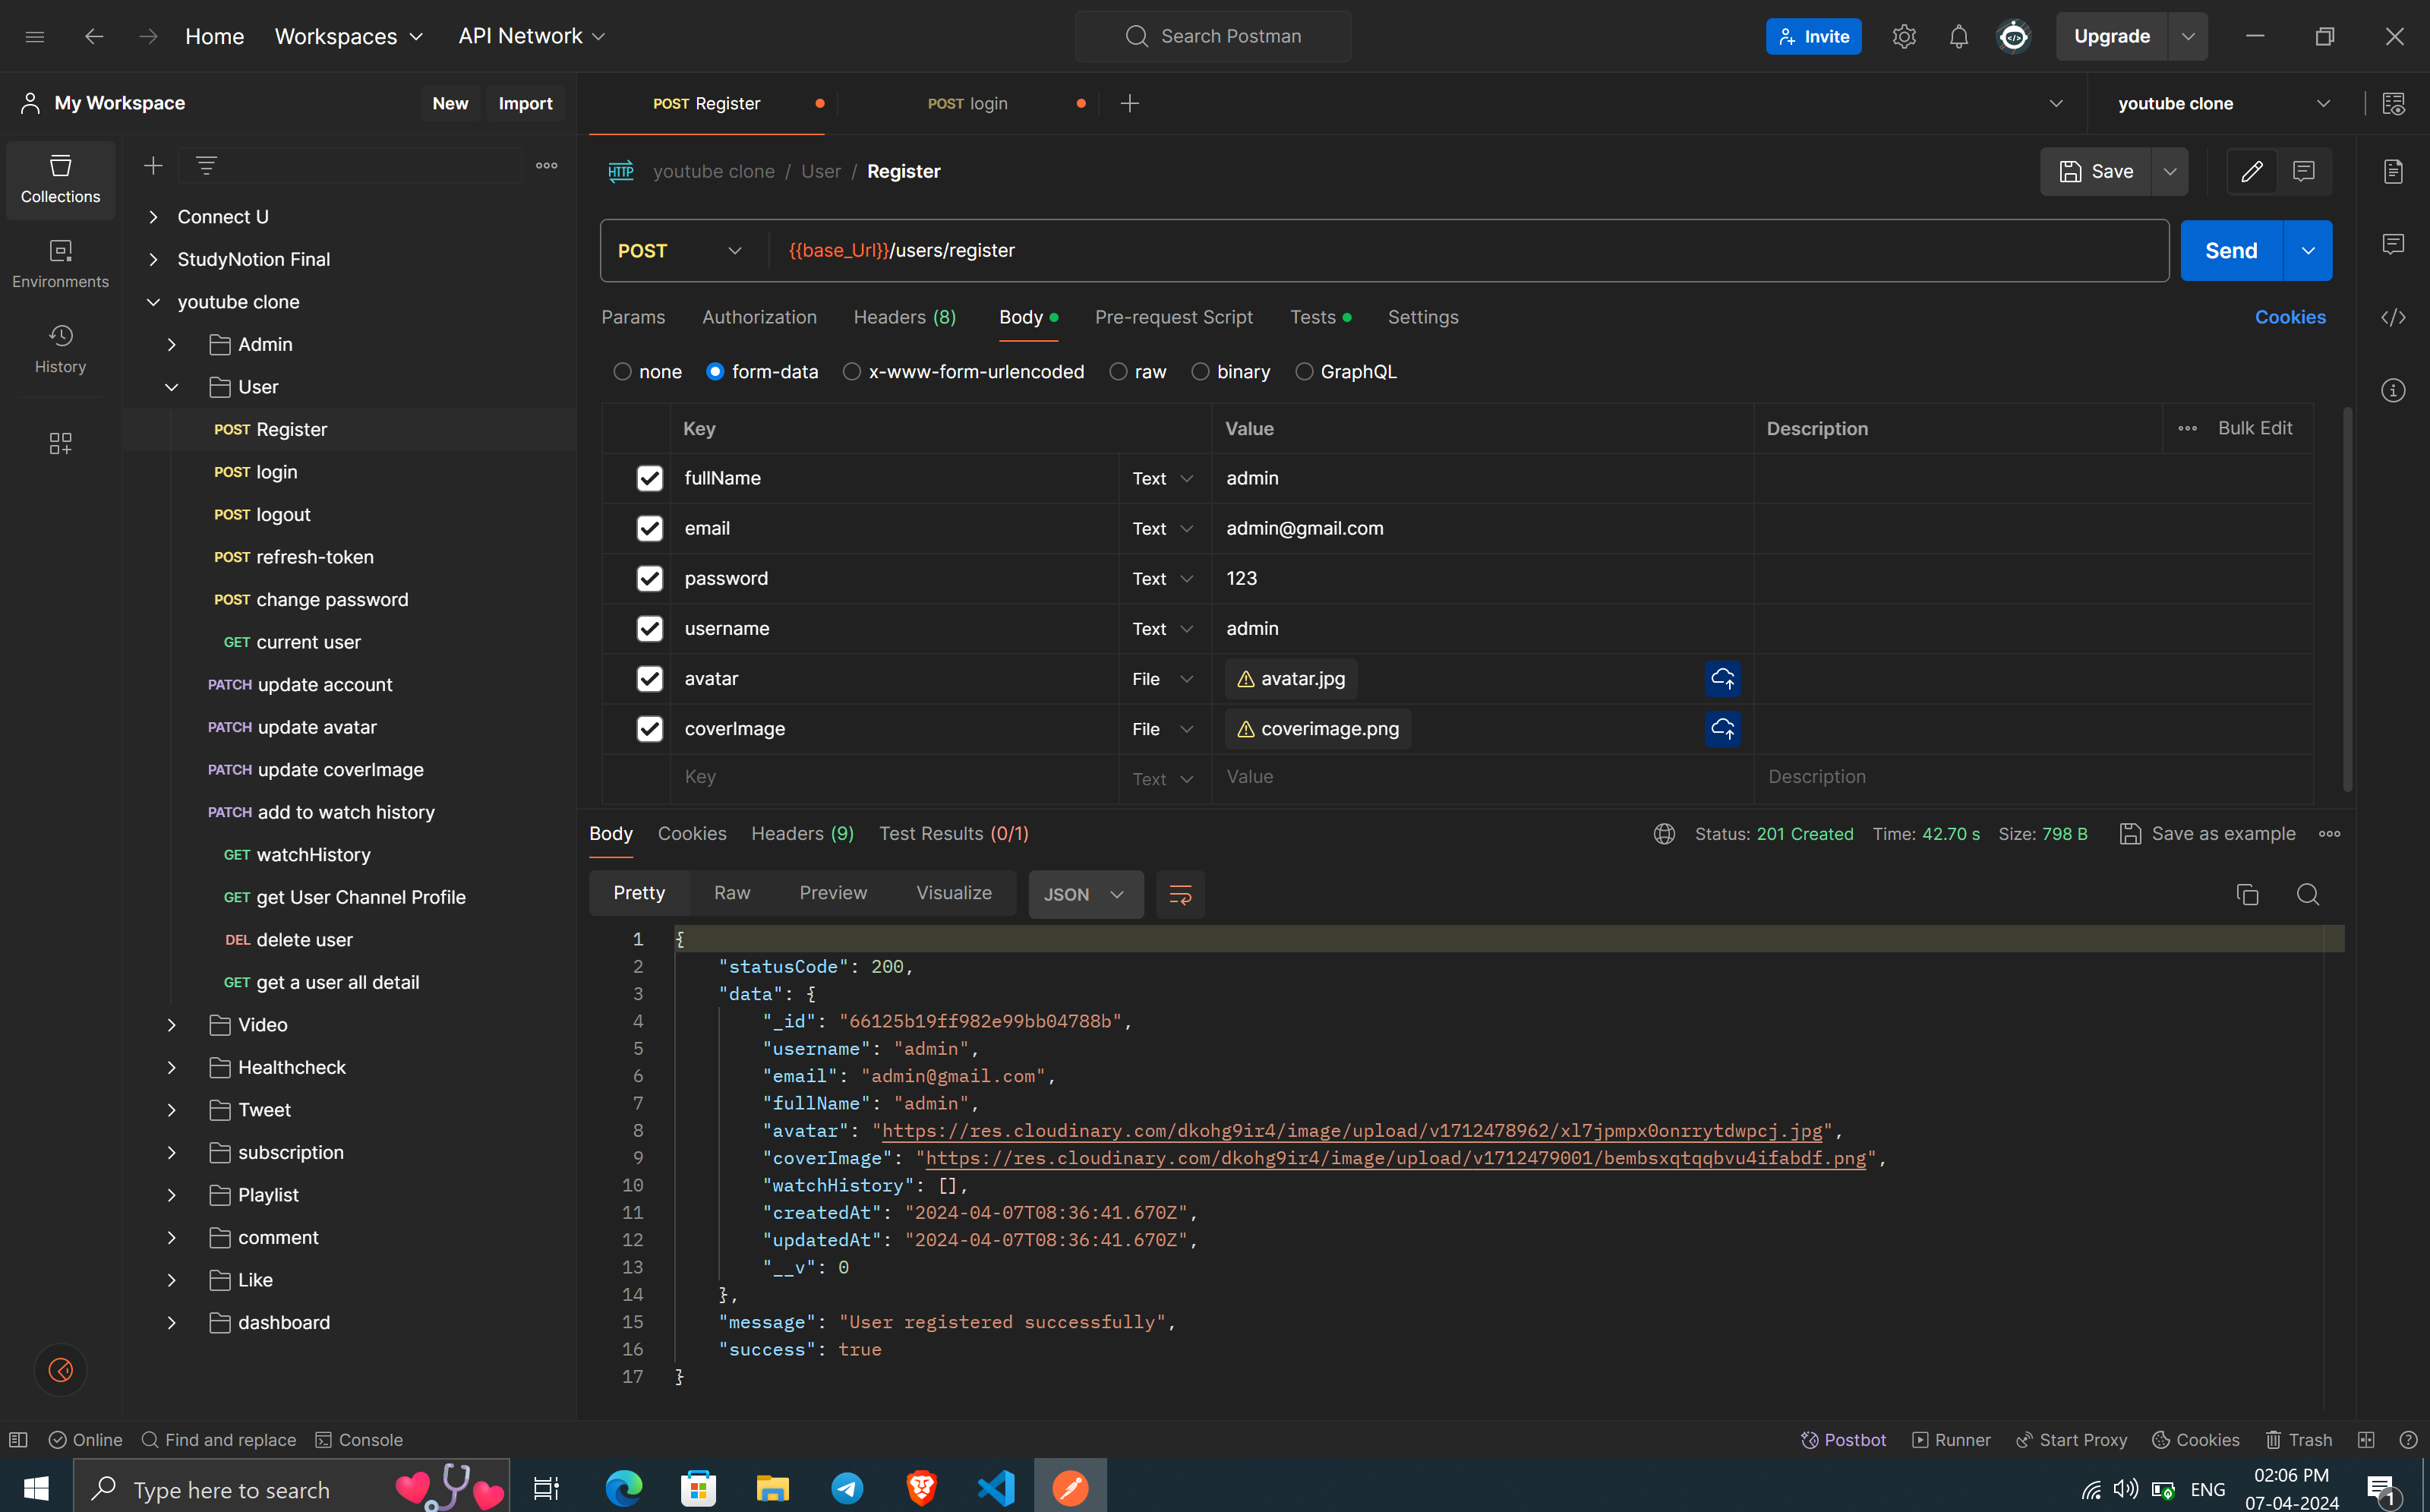 Home Workspaces API Network Search Postman Invite Upgrade
My Workspace New Import
POST Register POST login youtube clone
Collections
Environments
History
Connect U
StudyNotion Final
youtube clone
Admin
User
POST Register
POST login
POST logout
POST refresh-token
POST change password
GET current user
PATCH update account
PATCH update avatar
PATCH update coverImage
PATCH add to watch history
GET watchHistory
GET get User Channel Profile
DEL delete user
GET get a user all detail
Video
Healthcheck
Tweet
subscription
Playlist
comment
Like
dashboard
HTTP youtube clone / User / Register Save
POST {{base_Url}}/users/register Send
Params Authorization Headers (8) Body Pre-request Script Tests Settings Cookies
none form-data x-www-form-urlencoded raw binary GraphQL
Key Value Description Bulk Edit
fullName Text admin
email Text admin@gmail.com
password Text 123
username Text admin
avatar File avatar.jpg
coverImage File coverimage.png
Key Text Value Description
Body Cookies Headers (9) Test Results (0/1) Status: 201 Created Time: 42.70 s Size: 798 B Save as example
Pretty Raw Preview Visualize JSON
1 {
2 "statusCode": 200,
3 "data": {
4 "_id": "66125b19ff982e99bb04788b",
5 "username": "admin",
6 "email": "admin@gmail.com",
7 "fullName": "admin",
8 "avatar": "https://res.cloudinary.com/dkohg9ir4/image/upload/v1712478962/xl7jpmpx0onrrytdwpcj.jpg",
9 "coverImage": "https://res.cloudinary.com/dkohg9ir4/image/upload/v1712479001/bembsxqtqqbvu4ifabdf.png",
10 "watchHistory": [],
11 "createdAt": "2024-04-07T08:36:41.670Z",
12 "updatedAt": "2024-04-07T08:36:41.670Z",
13 "__v": 0
14 },
15 "message": "User registered successfully",
16 "success": true
17 }
Online Find and replace Console Postbot Runner Start Proxy Cookies Trash
Type here to search ENG 02:06 PM
07-04-2024 1